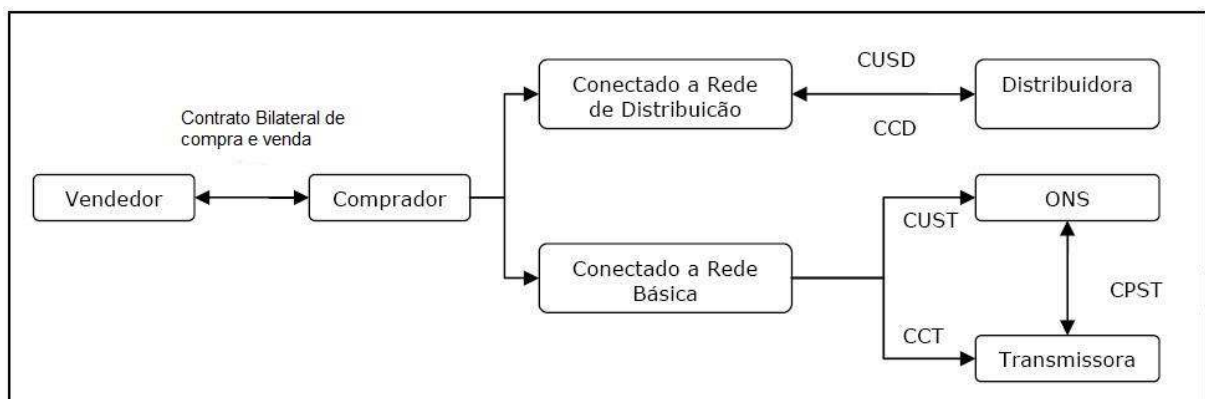 Contrato Bilateral de
compra e venda
Vendedor
Comprador
Conectado a Rede
de Distribuicão
CUSD
CCD
Distribuidora
Conectado a Rede
Básica
CUST
CCT
ONS
CPST
Transmissora